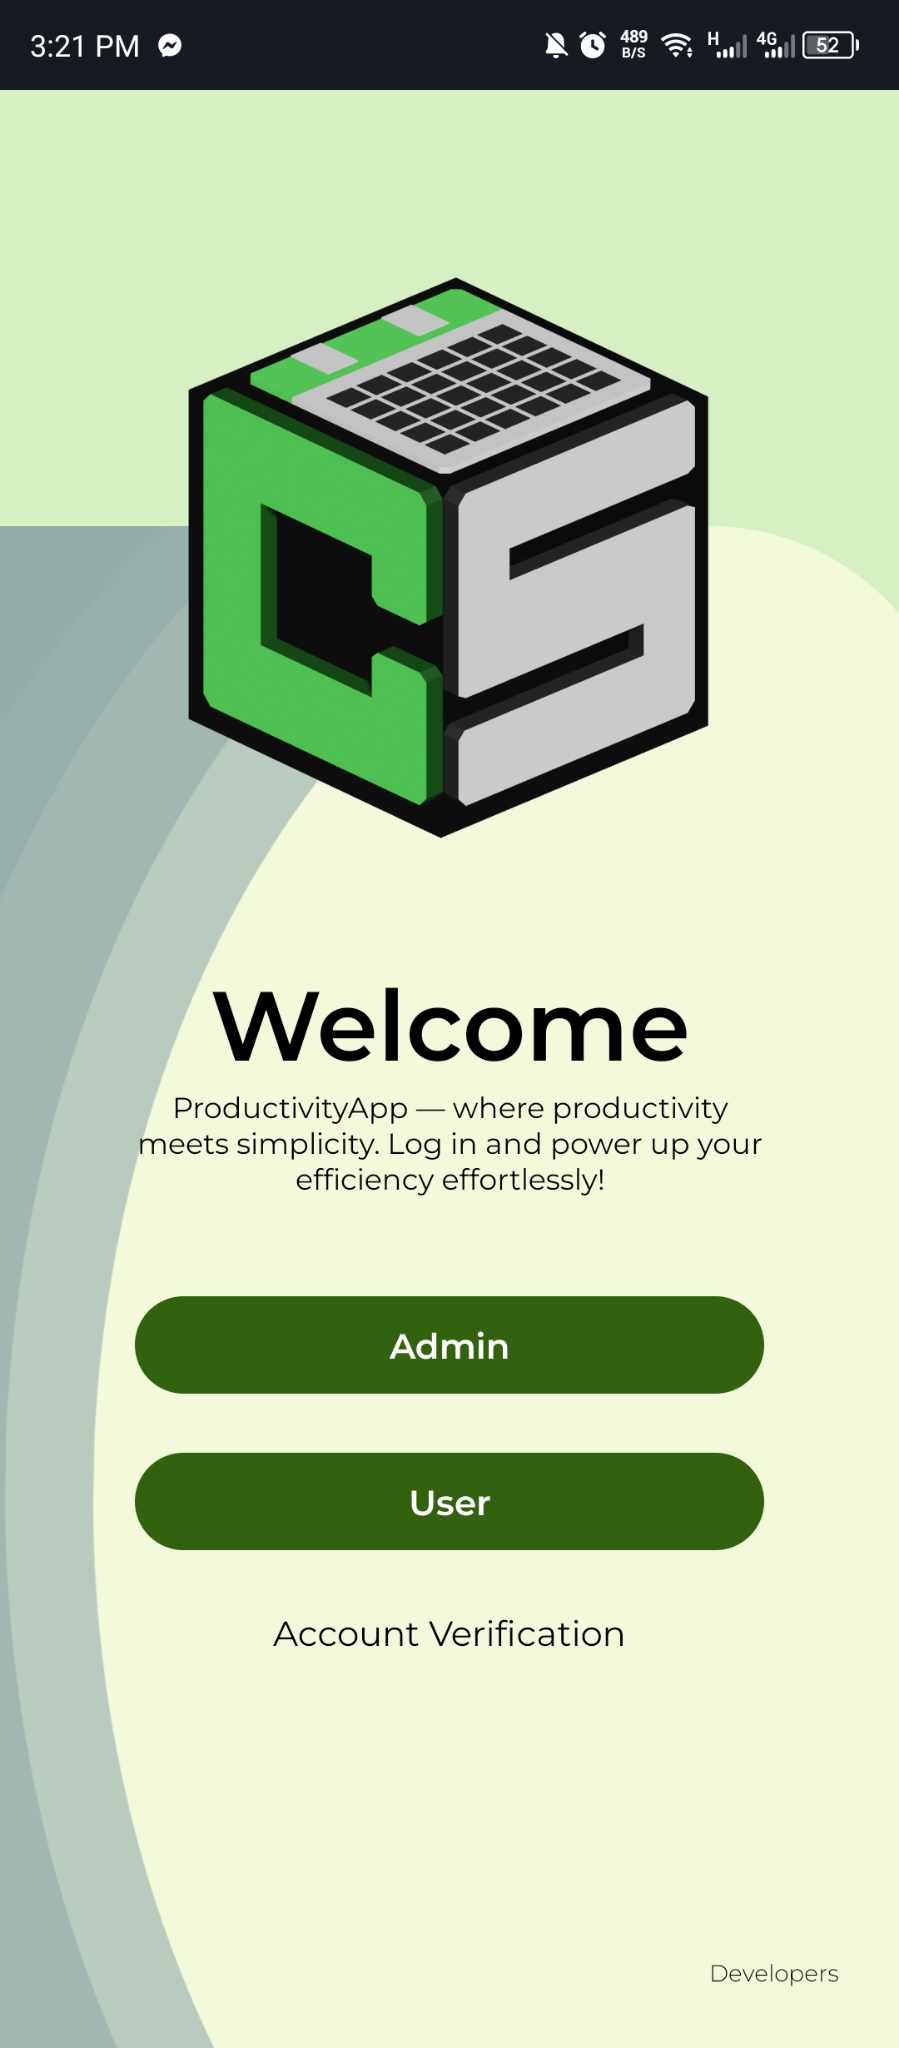 3:21 PM
489
B/S
H
4G
52
CS
Welcome
ProductivityApp — where productivity
meets simplicity. Log in and power up your
efficiency effortlessly!
Admin
User
Account Verification
Developers